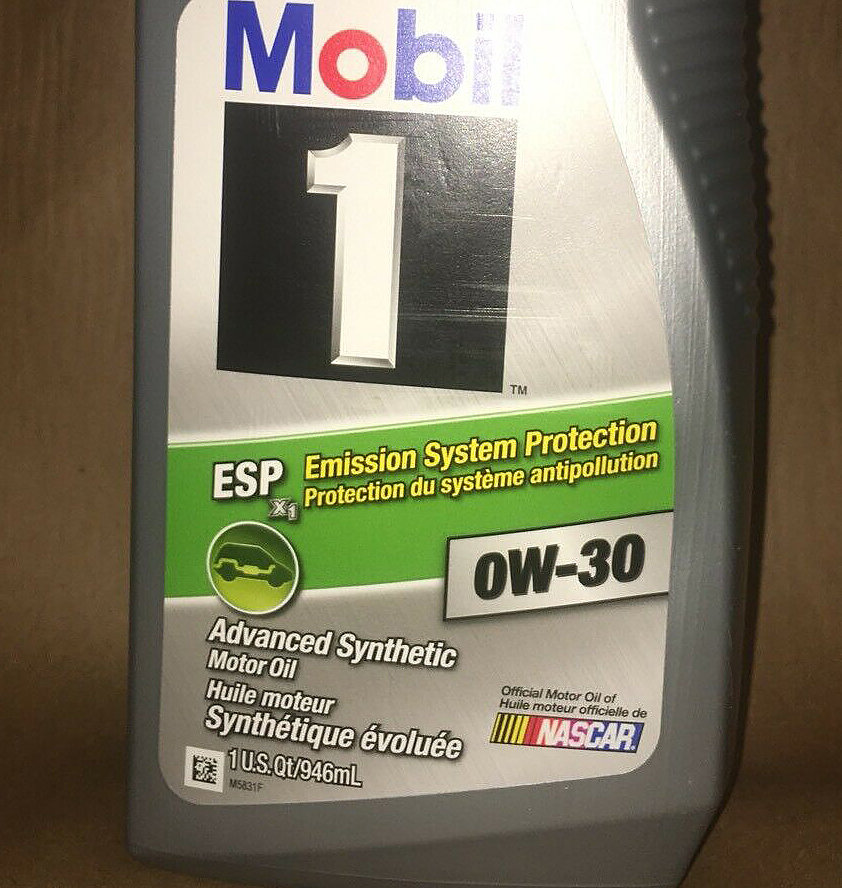 Mobil
1
TM
ESP X1
Emission System Protection
Protection du système antipollution
0W-30
Advanced Synthetic
Motor Oil
Huile moteur
Synthétique évoluée
Official Motor Oil of
Huile moteur officielle de
NASCAR.
1 U.S. Qt/946mL
M5831F